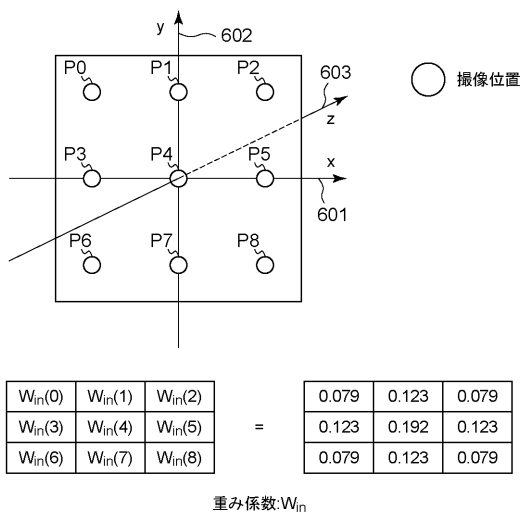 y
602
P0 P1 P2
603
撮像位置
z
P3 P4 P5
x
601
P6 P7 P8
Win(0) Win(1) Win(2) 0.079 0.123 0.079
Win(3) Win(4) Win(5) = 0.123 0.192 0.123
Win(6) Win(7) Win(8) 0.079 0.123 0.079
重み係数:Win